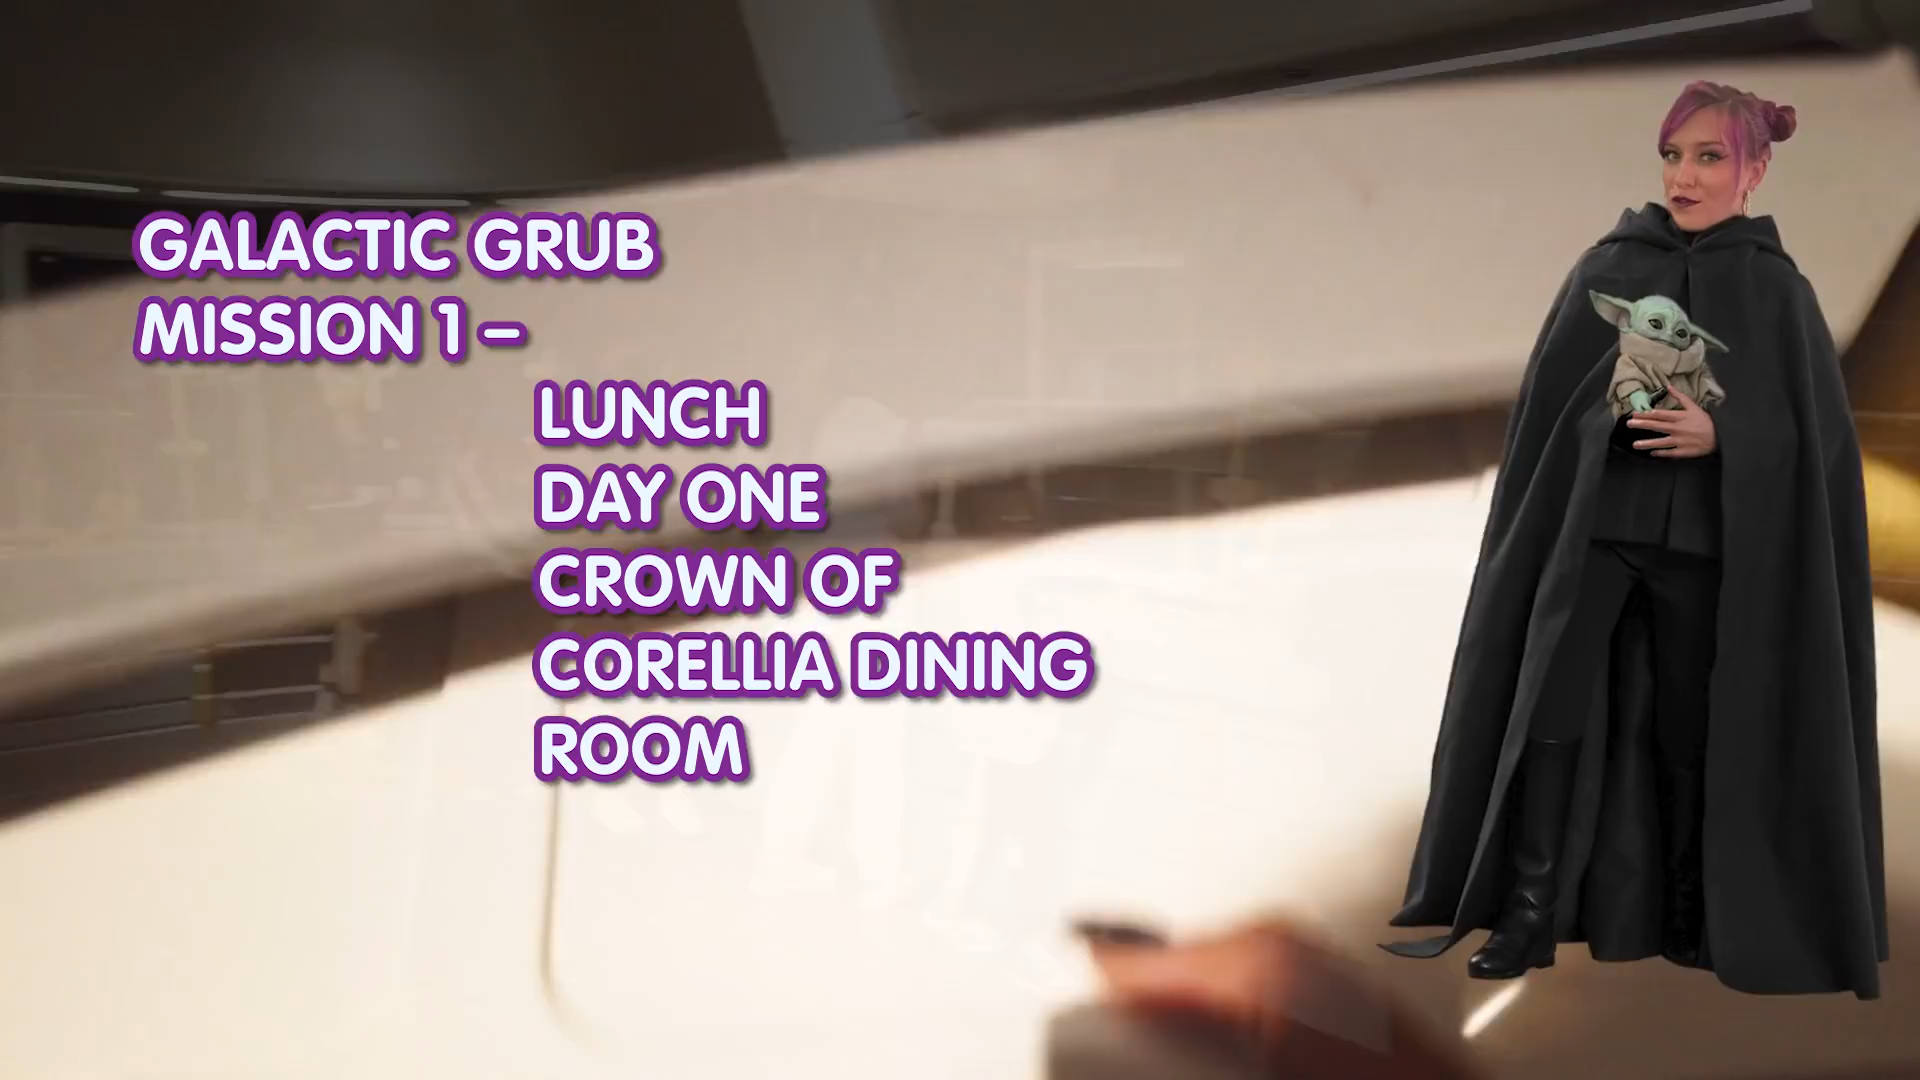 GALACTIC GRUB
MISSION 1 –
LUNCH
DAY ONE
CROWN OF
CORELLIA DINING
ROOM